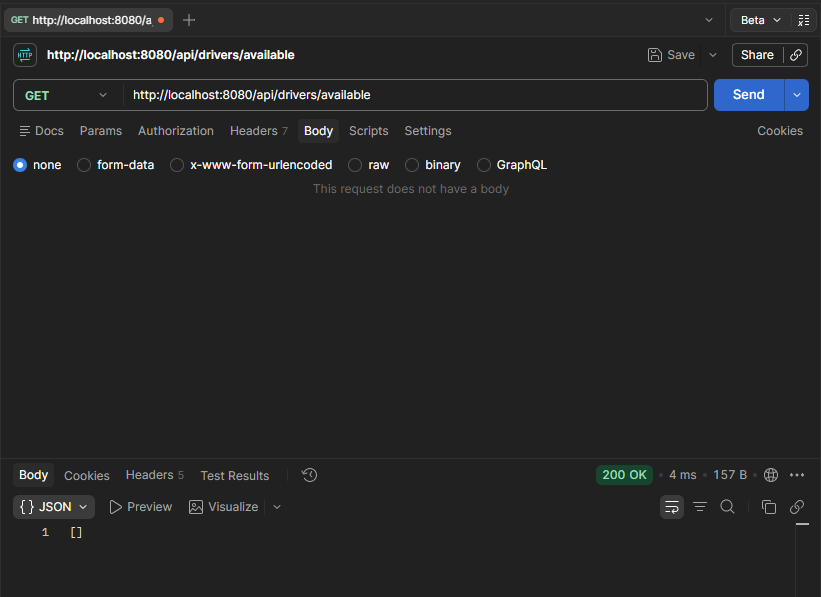 GET http://localhost:8080/a
Beta
HTTP http://localhost:8080/api/drivers/available Save Share
GET http://localhost:8080/api/drivers/available Send
Docs Params Authorization Headers 7 Body Scripts Settings Cookies
none form-data x-www-form-urlencoded raw binary GraphQL
This request does not have a body
Body Cookies Headers 5 Test Results 200 OK • 4 ms • 157 B •
{} JSON Preview Visualize
1 []